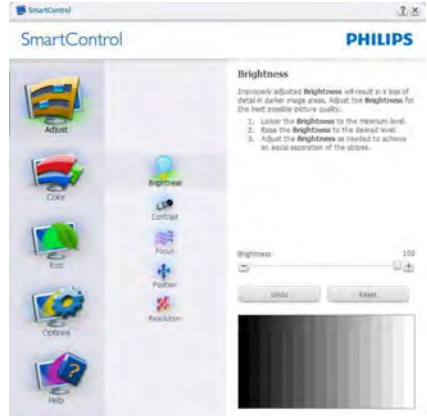 SmartControl
SmartControl
PHILIPS
Adjust
Color
Eco
Options
Help
Brightness
Contrast
Focus
Position
Resolution
Brightness
Improperly adjusted Brightness will result in a loss of
detail in darker image areas. Adjust the Brightness for
the best possible picture quality.
1. Lower the Brightness to the minimum level.
2. Raise the Brightness to the desired level.
3. Adjust the Brightness as needed to achieve
an equal separation of the stripes.
Brightness 100
Undo Reset